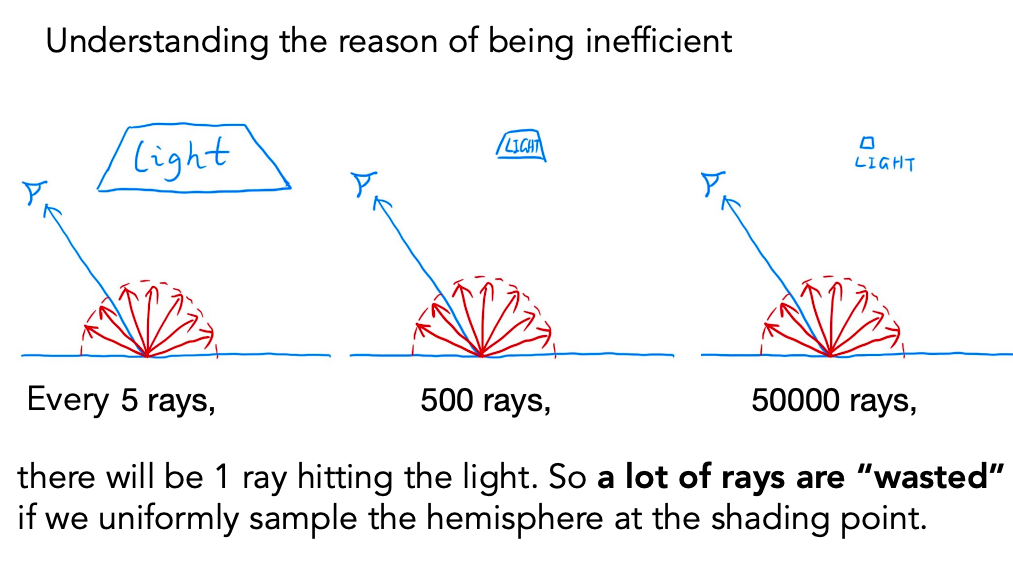 Understanding the reason of being inefficient
Light
LIGHT
LIGHT
Every 5 rays,
500 rays,
50000 rays,
there will be 1 ray hitting the light. So a lot of rays are “wasted”
if we uniformly sample the hemisphere at the shading point.